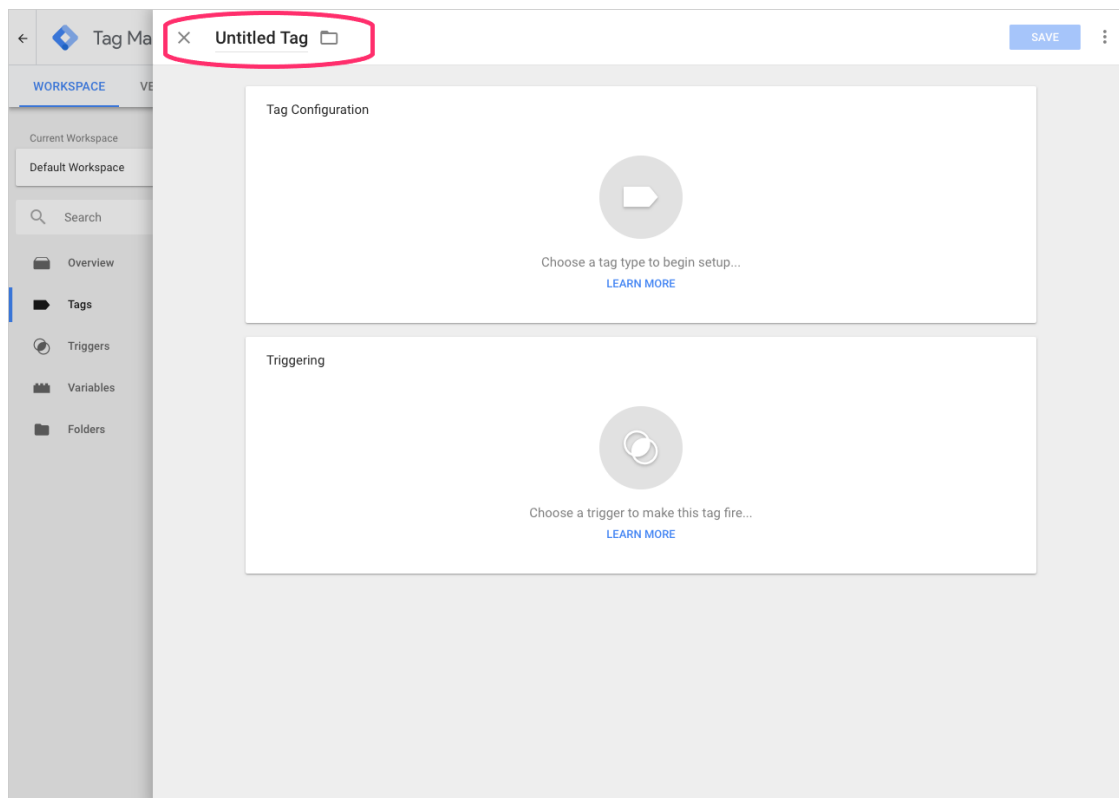 Tag Ma
Untitled Tag
SAVE
WORKSPACE VE
Current Workspace
Default Workspace
Search
Overview
Tags
Triggers
Variables
Folders
Tag Configuration
Choose a tag type to begin setup...
LEARN MORE
Triggering
Choose a trigger to make this tag fire...
LEARN MORE